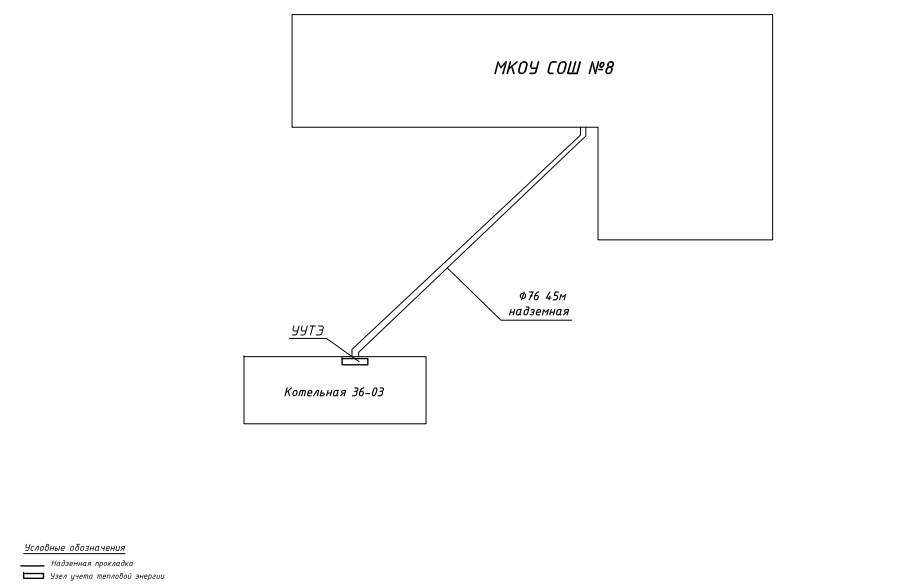 МКОУ СОШ №8
Ф76 45м
надземная
УУТЭ
Котельная 36-03
Условные обозначения
Надземная прокладка
Узел учета тепловой энергии